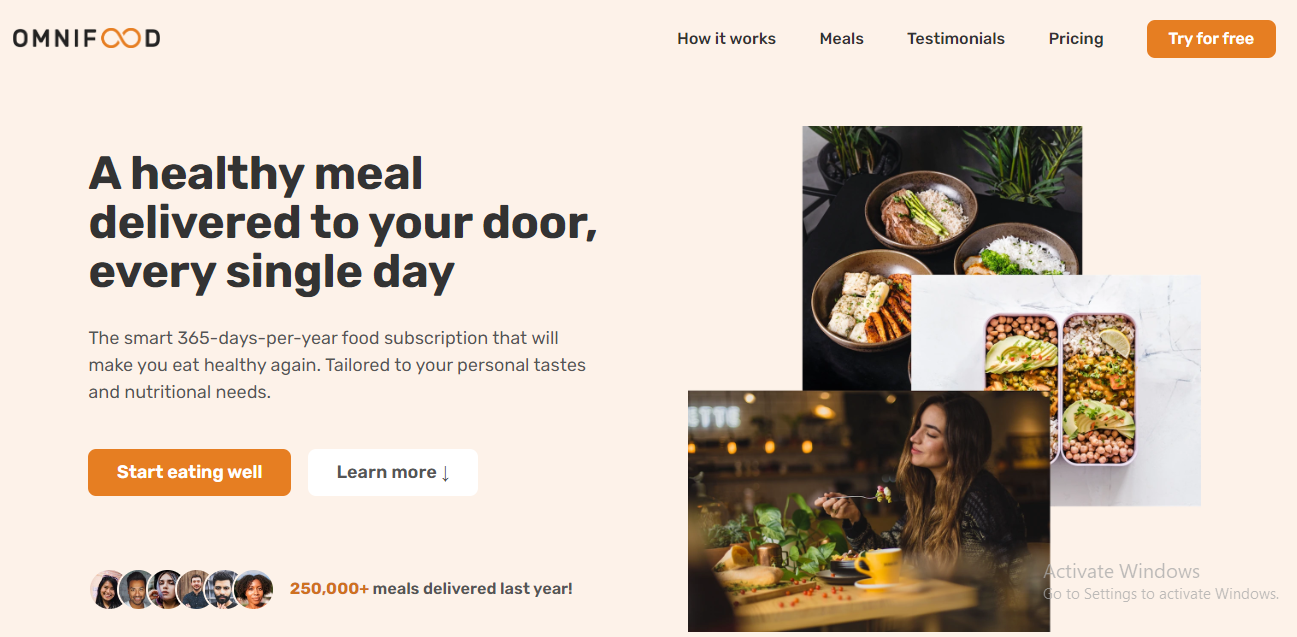 OMNIFOOD
How it works
Meals
Testimonials
Pricing
Try for free
A healthy meal
delivered to your door,
every single day
The smart 365-days-per-year food subscription that will
make you eat healthy again. Tailored to your personal tastes
and nutritional needs.
Start eating well
Learn more ↓
250,000+ meals delivered last year!
Activate Windows
Go to Settings to activate Windows.